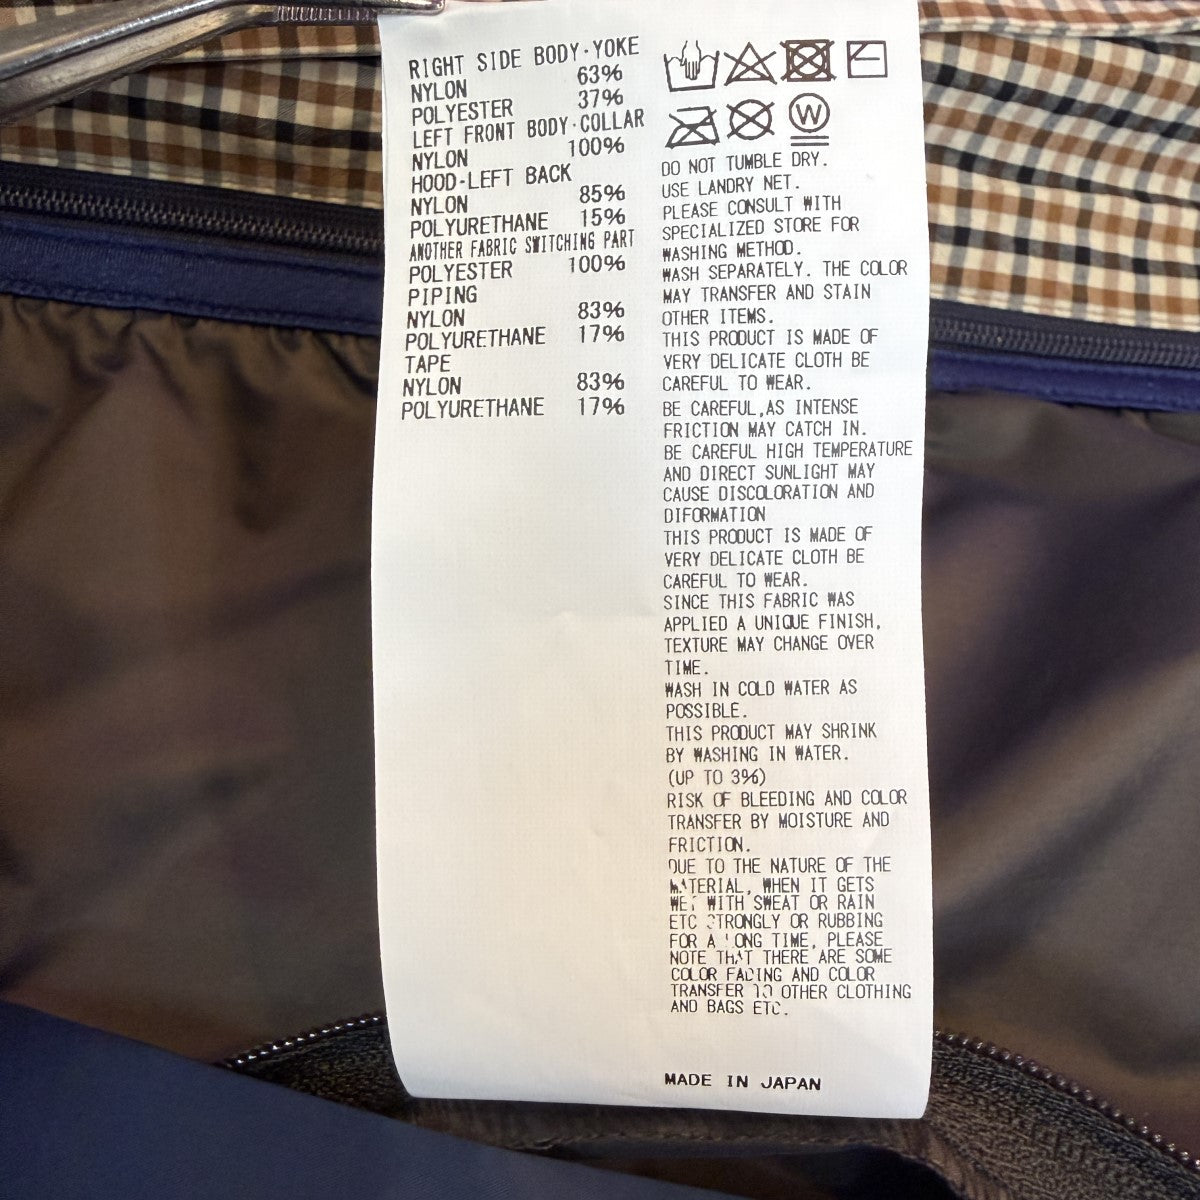 RIGHT SIDE BODY·YOKE
NYLON 63%
POLYESTER 37%
LEFT FRONT BODY·COLLAR
NYLON 100%
HOOD·LEFT BACK
NYLON 85%
POLYURETHANE 15%
ANOTHER FABRIC SWITCHING PART
POLYESTER 100%
PIPING
NYLON 83%
POLYURETHANE 17%
TAPE
NYLON 83%
POLYURETHANE 17%
W
DO NOT TUMBLE DRY.
USE LANDRY NET.
PLEASE CONSULT WITH
SPECIALIZED STORE FOR
WASHING METHOD.
WASH SEPARATELY. THE COLOR
MAY TRANSFER AND STAIN
OTHER ITEMS.
THIS PRODUCT IS MADE OF
VERY DELICATE CLOTH BE
CAREFUL TO WEAR.
BE CAREFUL,AS INTENSE
FRICTION MAY CATCH IN.
BE CAREFUL HIGH TEMPERATURE
AND DIRECT SUNLIGHT MAY
CAUSE DISCOLORATION AND
DIFORMATION
THIS PRODUCT IS MADE OF
VERY DELICATE CLOTH BE
CAREFUL TO WEAR.
SINCE THIS FABRIC WAS
APPLIED A UNIQUE FINISH,
TEXTURE MAY CHANGE OVER
TIME.
WASH IN COLD WATER AS
POSSIBLE.
THIS PRODUCT MAY SHRINK
BY WASHING IN WATER.
(UP TO 3%)
RISK OF BLEEDING AND COLOR
TRANSFER BY MOISTURE AND
FRICTION.
DUE TO THE NATURE OF THE
MATERIAL, WHEN IT GETS
WET WITH SWEAT OR RAIN
ETC STRONGLY OR RUBBING
FOR A LONG TIME, PLEASE
NOTE THAT THERE ARE SOME
COLOR FADING AND COLOR
TRANSFER TO OTHER CLOTHING
AND BAGS ETC.
MADE IN JAPAN